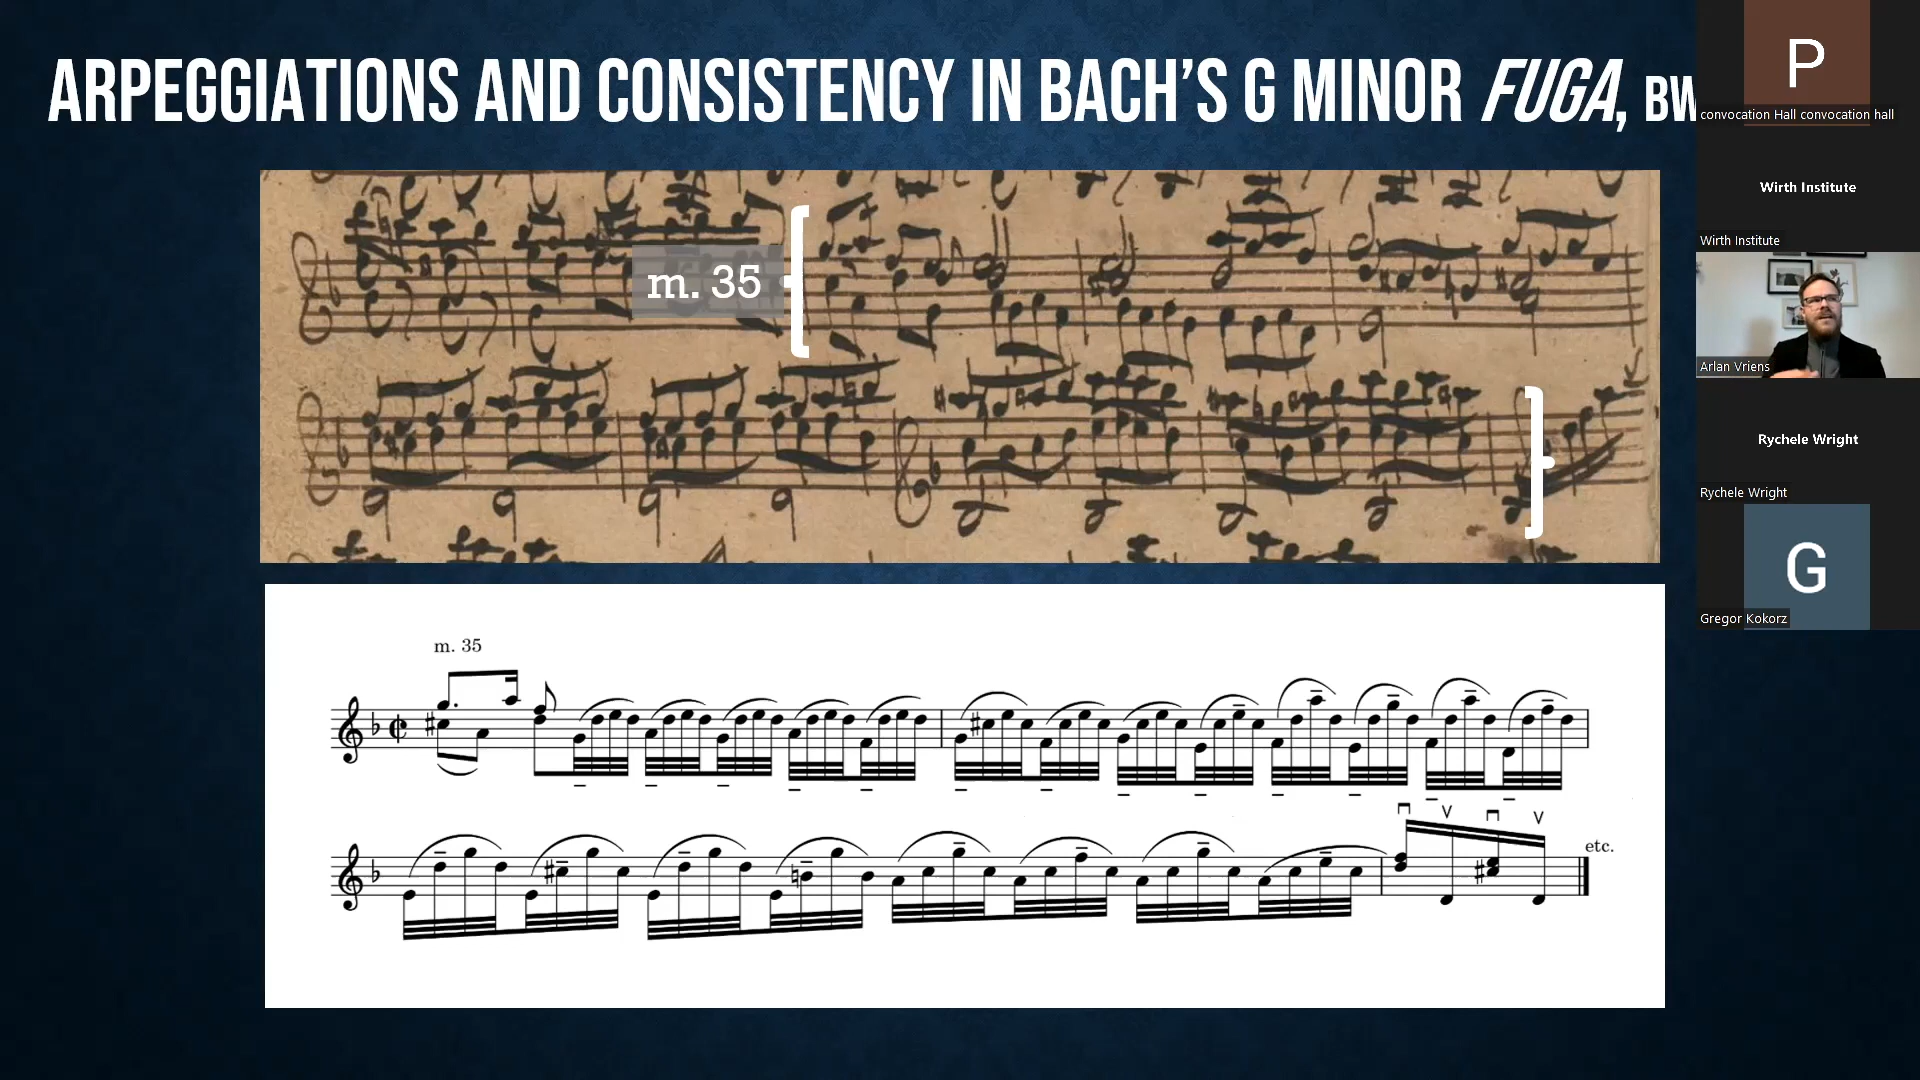 ARPEGGIATIONS AND CONSISTENCY IN BACH'S G MINOR FUGA, BW
m. 35
m. 35
etc.
P
convocation Hall convocation hall
Wirth Institute
Wirth Institute
Arlan Vriens
Rychele Wright
Rychele Wright
G
Gregor Kokorz